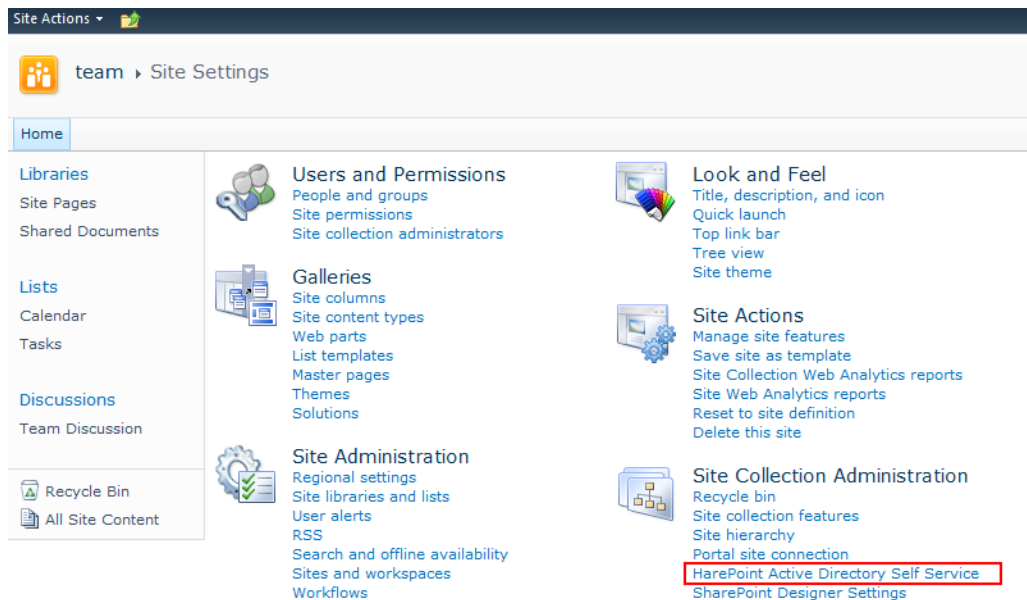 Site Actions
team ▸ Site Settings
Home
Libraries
Site Pages
Shared Documents
Lists
Calendar
Tasks
Discussions
Team Discussion
Recycle Bin
All Site Content
Users and Permissions
People and groups
Site permissions
Site collection administrators
Galleries
Site columns
Site content types
Web parts
List templates
Master pages
Themes
Solutions
Site Administration
Regional settings
Site libraries and lists
User alerts
RSS
Search and offline availability
Sites and workspaces
Workflows
Look and Feel
Title, description, and icon
Quick launch
Top link bar
Tree view
Site theme
Site Actions
Manage site features
Save site as template
Site Collection Web Analytics reports
Site Web Analytics reports
Reset to site definition
Delete this site
Site Collection Administration
Recycle bin
Site collection features
Site hierarchy
Portal site connection
HarePoint Active Directory Self Service
SharePoint Designer Settings